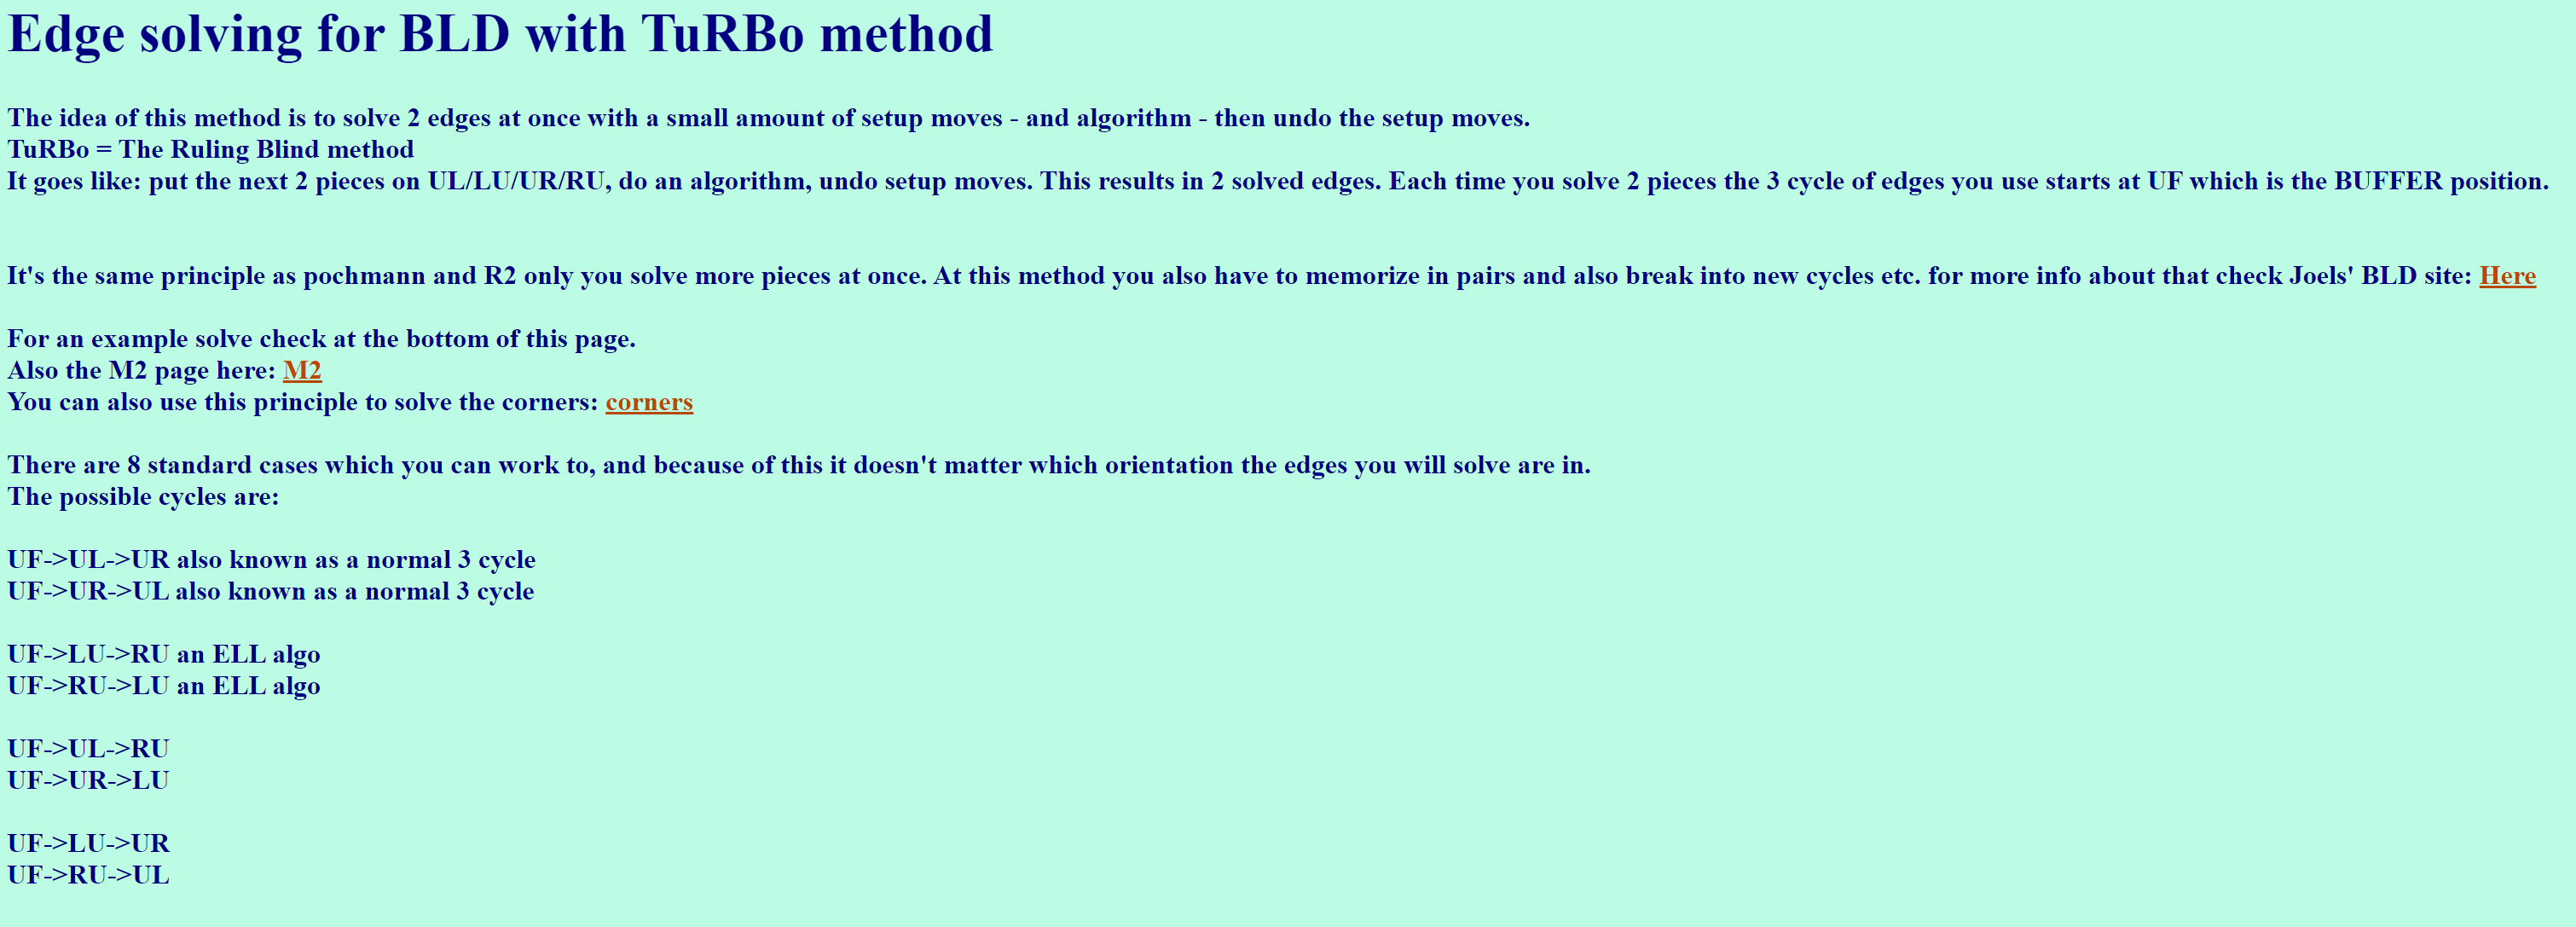 Edge solving for BLD with TuRBo method
The idea of this method is to solve 2 edges at once with a small amount of setup moves - and algorithm - then undo the setup moves.
TuRBo = The Ruling Blind method
It goes like: put the next 2 pieces on UL/LU/UR/RU, do an algorithm, undo setup moves. This results in 2 solved edges. Each time you solve 2 pieces the 3 cycle of edges you use starts at UF which is the BUFFER position.
It's the same principle as pochmann and R2 only you solve more pieces at once. At this method you also have to memorize in pairs and also break into new cycles etc. for more info about that check Joels' BLD site: Here
For an example solve check at the bottom of this page.
Also the M2 page here: M2
You can also use this principle to solve the corners: corners
There are 8 standard cases which you can work to, and because of this it doesn't matter which orientation the edges you will solve are in.
The possible cycles are:
UF->UL->UR also known as a normal 3 cycle
UF->UR->UL also known as a normal 3 cycle
UF->LU->RU an ELL algo
UF->RU->LU an ELL algo
UF->UL->RU
UF->UR->LU
UF->LU->UR
UF->RU->UL